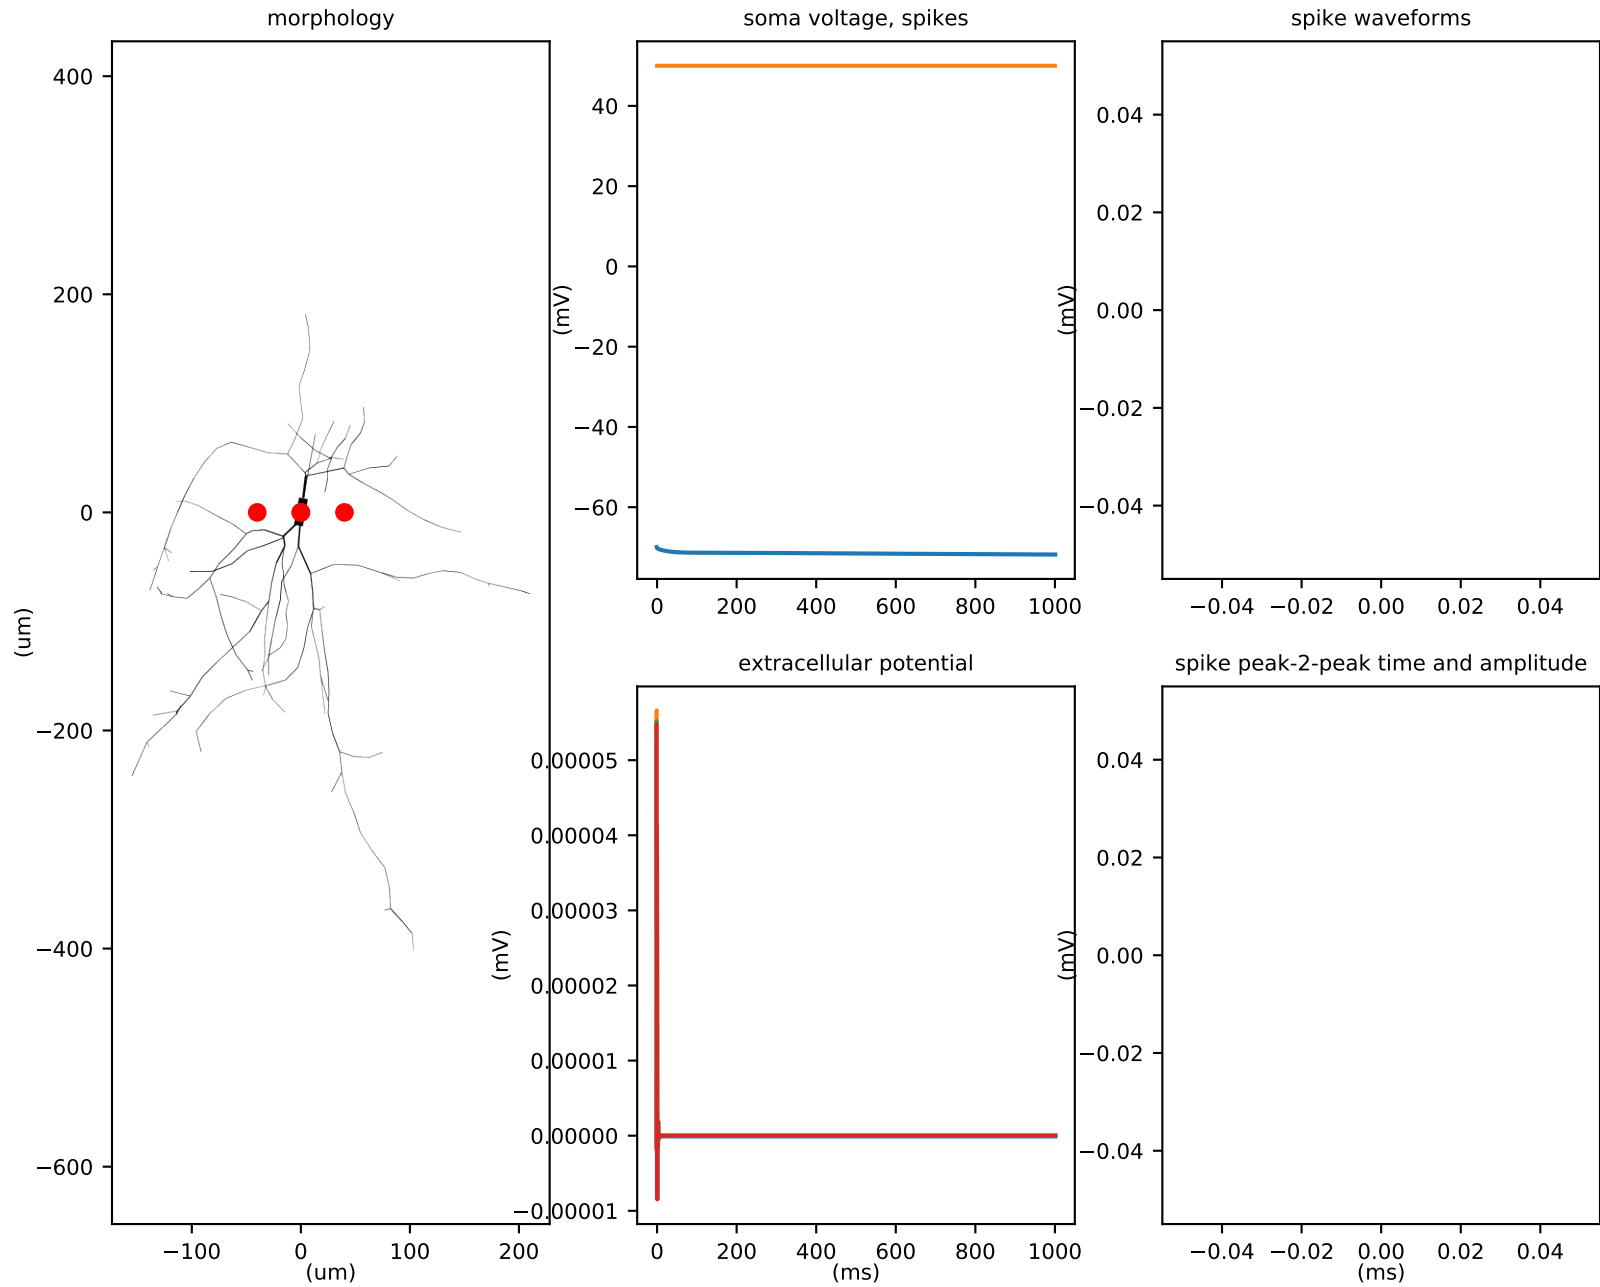 morphology
400
200
0
−200
−400
−600
(um)
−100 0 100 200
(um)
soma voltage, spikes
40
20
0
−20
−40
−60
(mV)
0 200 400 600 800 1000
spike waveforms
0.04
0.02
0.00
−0.02
−0.04
(mV)
−0.04 −0.02 0.00 0.02 0.04
extracellular potential
0.00005
0.00004
0.00003
0.00002
0.00001
0.00000
−0.00001
(mV)
0 200 400 600 800 1000
(ms)
spike peak-2-peak time and amplitude
0.04
0.02
0.00
−0.02
−0.04
(mV)
−0.04 −0.02 0.00 0.02 0.04
(ms)